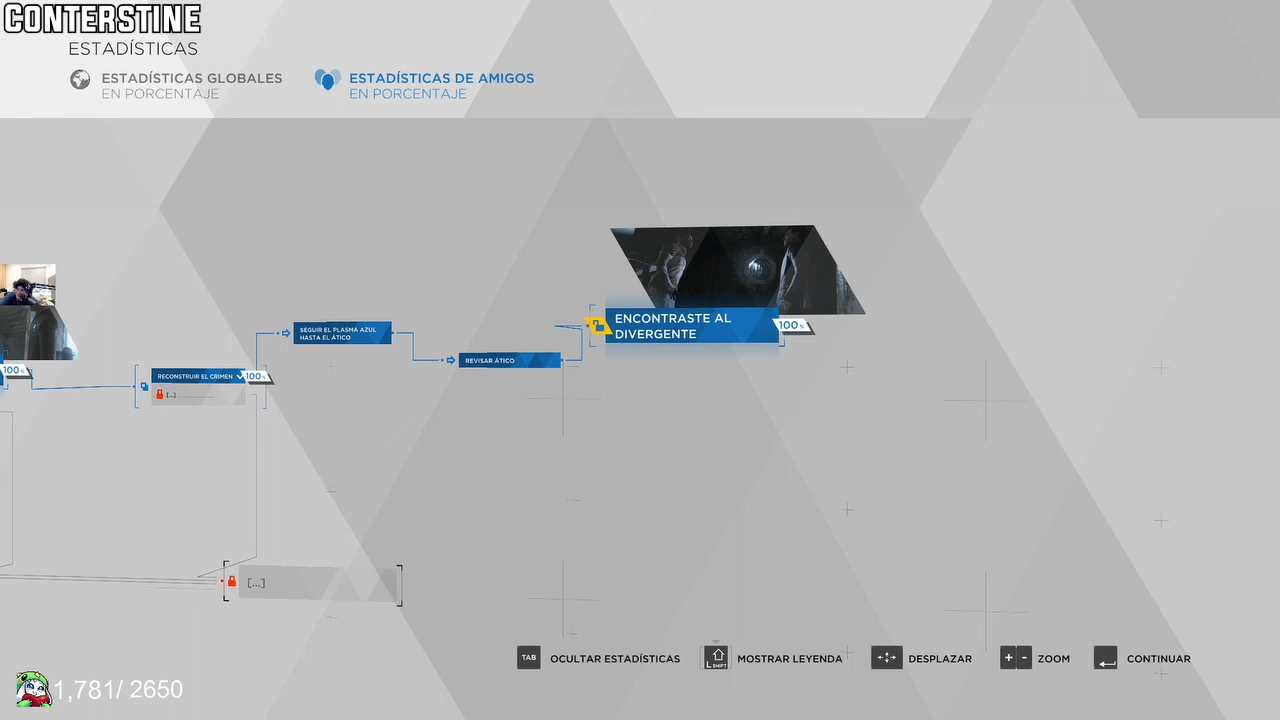 CONTERSTINE
ESTADÍSTICAS
ESTADÍSTICAS GLOBALES
EN PORCENTAJE
ESTADÍSTICAS DE AMIGOS
EN PORCENTAJE
ENCONTRASTE AL
DIVERGENTE
100%
SEGUIR EL PLASMA AZUL
HASTA EL ÁTICO
REVISAR ÁTICO
100%
RECONSTRUIR EL CRIMEN
100%
[...]
[...]
TAB
OCULTAR ESTADÍSTICAS
L SHIFT
MOSTRAR LEYENDA
DESPLAZAR
+ -
ZOOM
CONTINUAR
1,781/ 2650